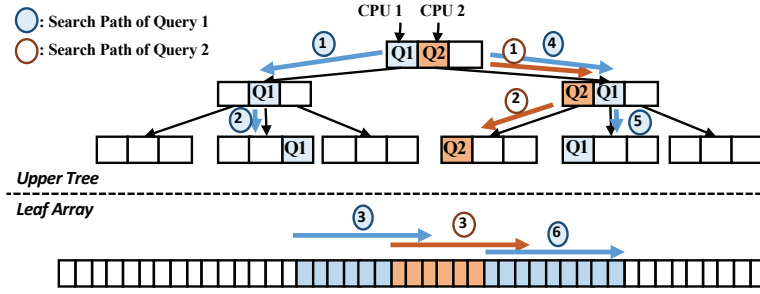 : Search Path of Query 1
: Search Path of Query 2
CPU 1 CPU 2
1 Q1 Q2 1 4
Q1 Q2 Q1
2 2 5
Q1 Q2 Q1
Upper Tree
Leaf Array
3 3 6